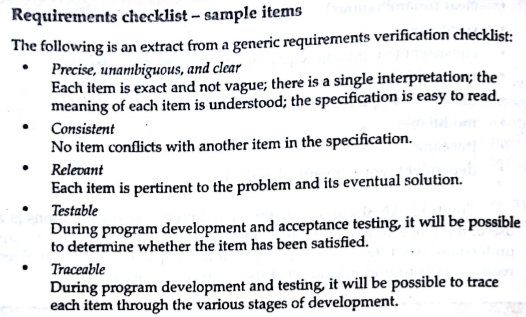 Requirements checklist – sample items
The following is an extract from a generic requirements verification checklist:
• Precise, unambiguous, and clear
Each item is exact and not vague; there is a single interpretation; the
meaning of each item is understood; the specification is easy to read.
• Consistent
No item conflicts with another item in the specification.
• Relevant
Each item is pertinent to the problem and its eventual solution.
• Testable
During program development and acceptance testing, it will be possible
to determine whether the item has been satisfied.
• Traceable
During program development and testing, it will be possible to trace
each item through the various stages of development.